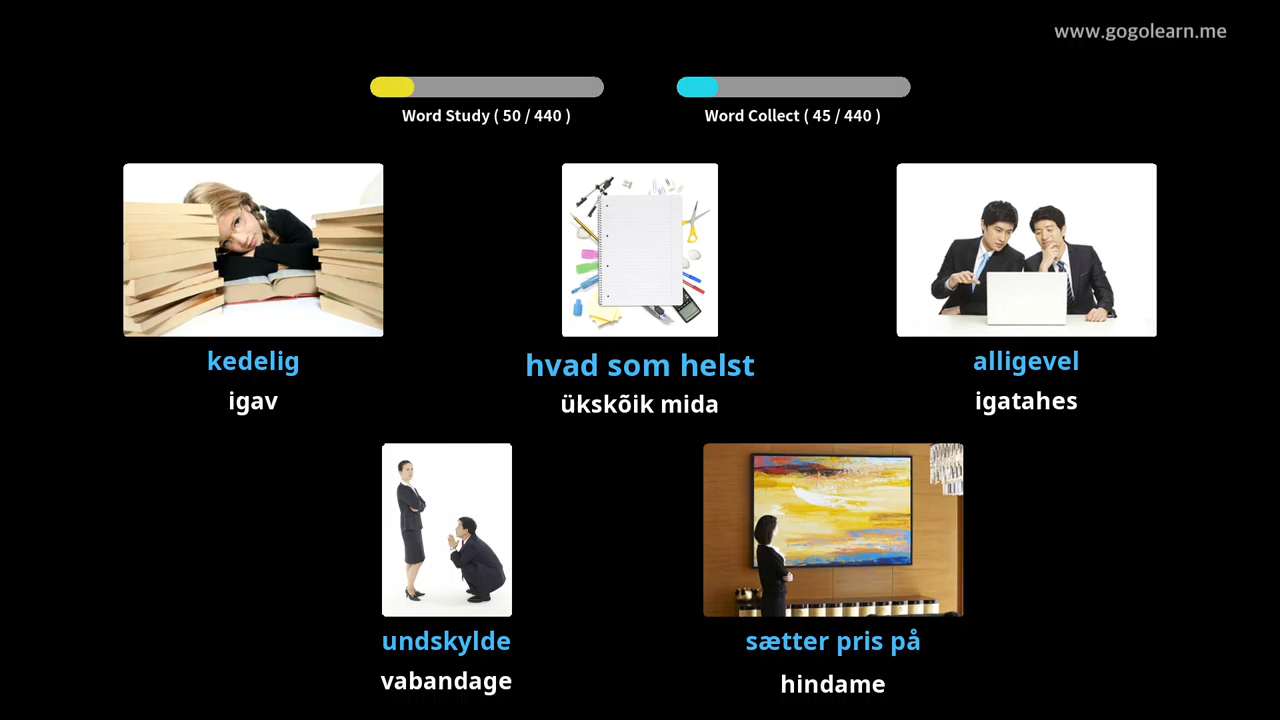 www.gogolearn.me
Word Study ( 50 / 440 )
Word Collect ( 45 / 440 )
kedelig
igav
hvad som helst
ükskõik mida
alligevel
igatahes
undskylde
vabandage
sætter pris på
hindame